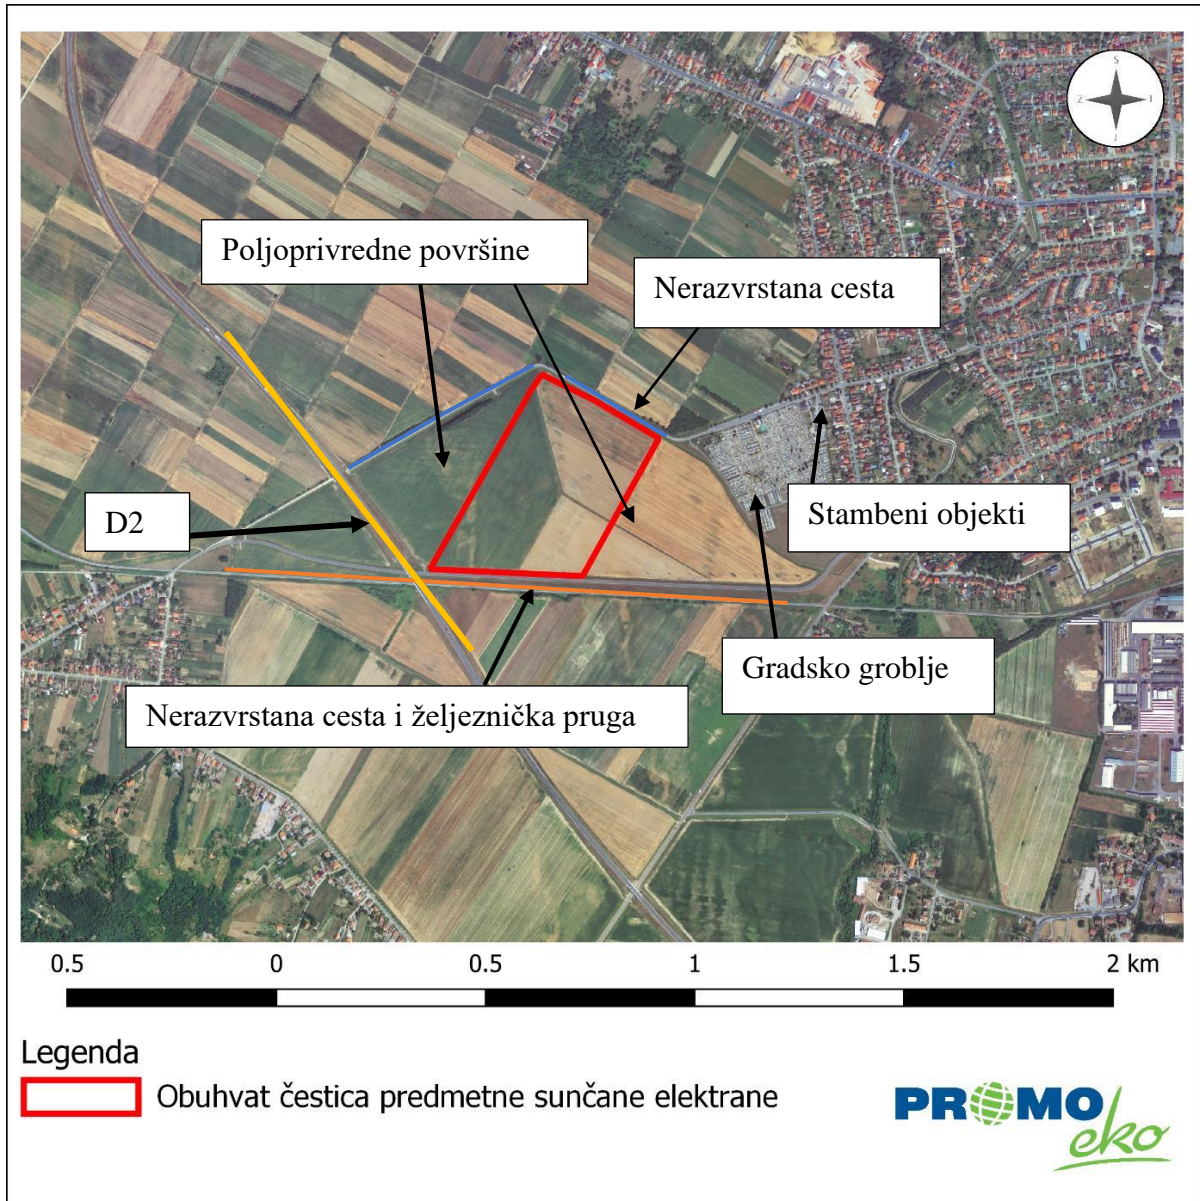 S
Z I
J
Poljoprivredne površine
Nerazvrstana cesta
D2
Stambeni objekti
Gradsko groblje
Nerazvrstana cesta i željeznička pruga
0.5 0 0.5 1 1.5 2 km
Legenda
Obuhvat čestica predmetne sunčane elektrane
PROMO
eko